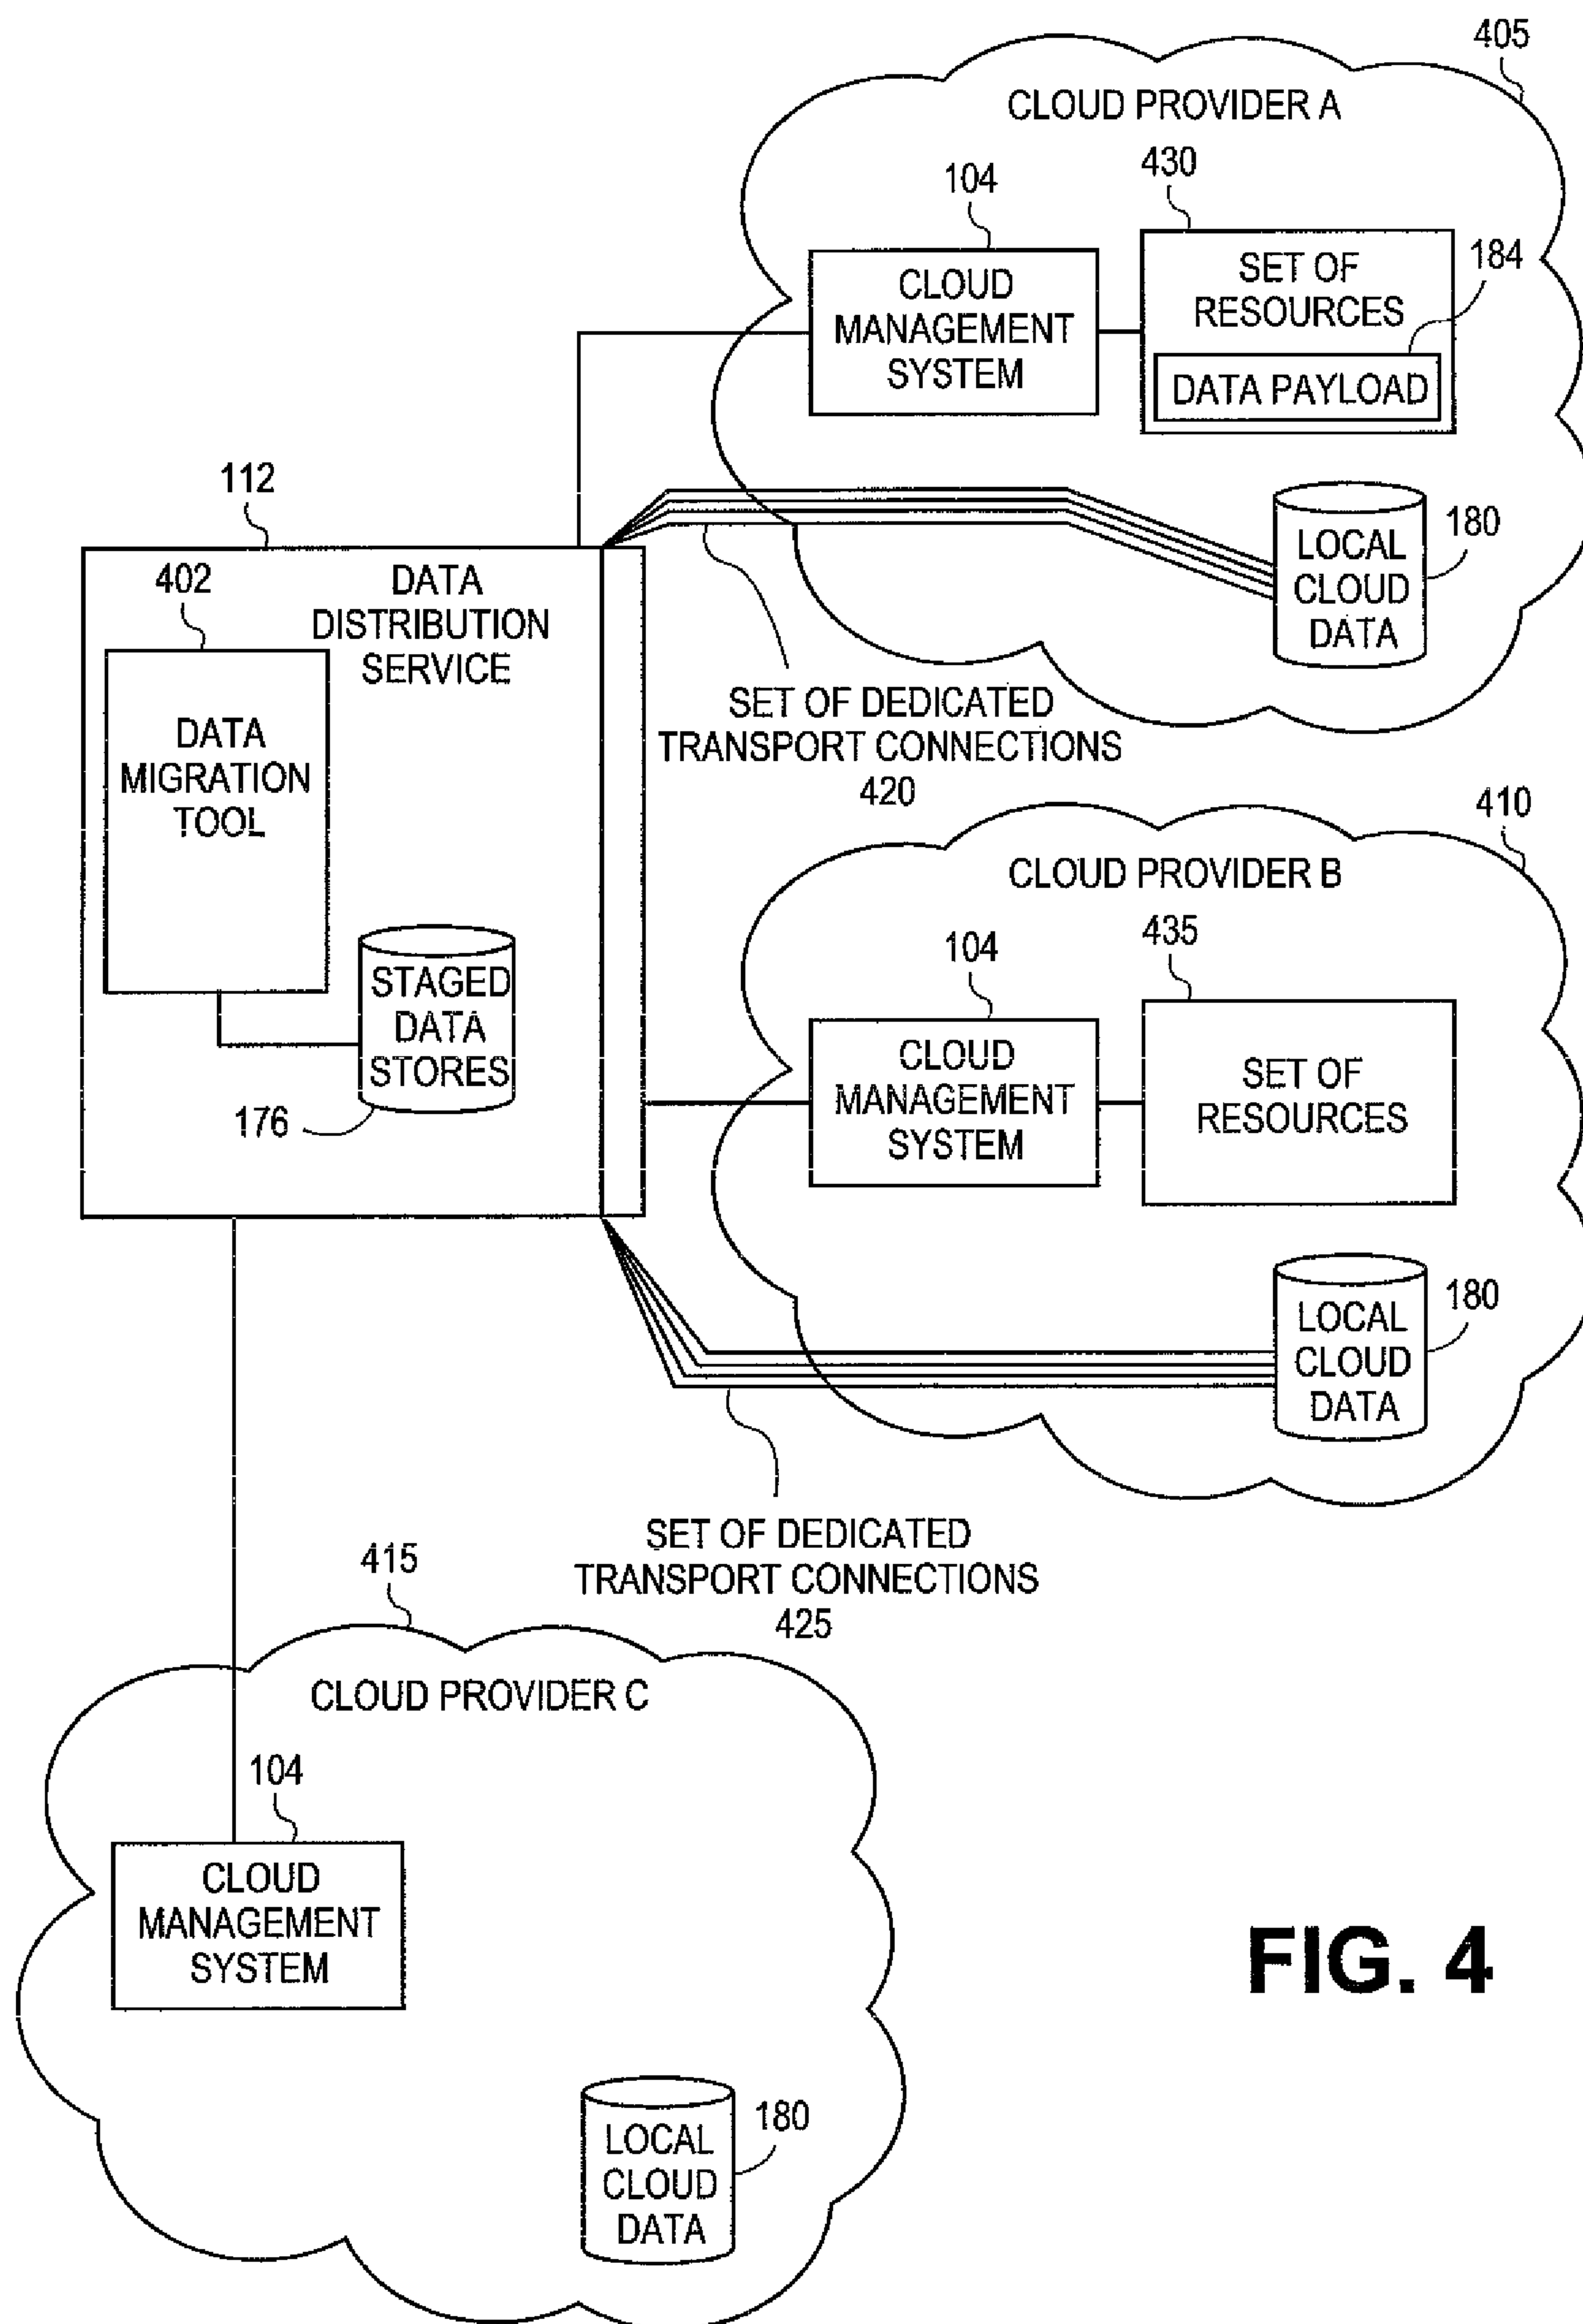 405
CLOUD PROVIDER A
430
104
184
CLOUD
MANAGEMENT
SYSTEM
SET OF
RESOURCES
DATA PAYLOAD
112
180
LOCAL
CLOUD
DATA
402
DATA
DISTRIBUTION
SERVICE
DATA
MIGRATION
TOOL
SET OF DEDICATED
TRANSPORT CONNECTIONS
420
410
CLOUD PROVIDER B
435
104
STAGED
DATA
STORES
176
CLOUD
MANAGEMENT
SYSTEM
SET OF
RESOURCES
180
LOCAL
CLOUD
DATA
SET OF DEDICATED
TRANSPORT CONNECTIONS
425
415
CLOUD PROVIDER C
104
CLOUD
MANAGEMENT
SYSTEM
FIG. 4
180
LOCAL
CLOUD
DATA